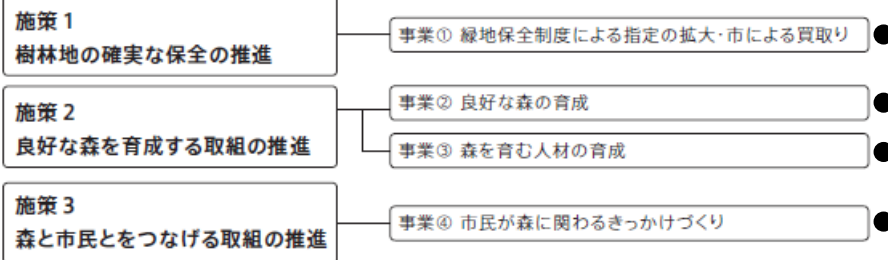 施策1
樹林地の確実な保全の推進
事業① 緑地保全制度による指定の拡大・市による買取り
施策2
良好な森を育成する取組の推進
事業② 良好な森の育成
事業③ 森を育む人材の育成
施策3
森と市民とをつなげる取組の推進
事業④ 市民が森に関わるきっかけづくり